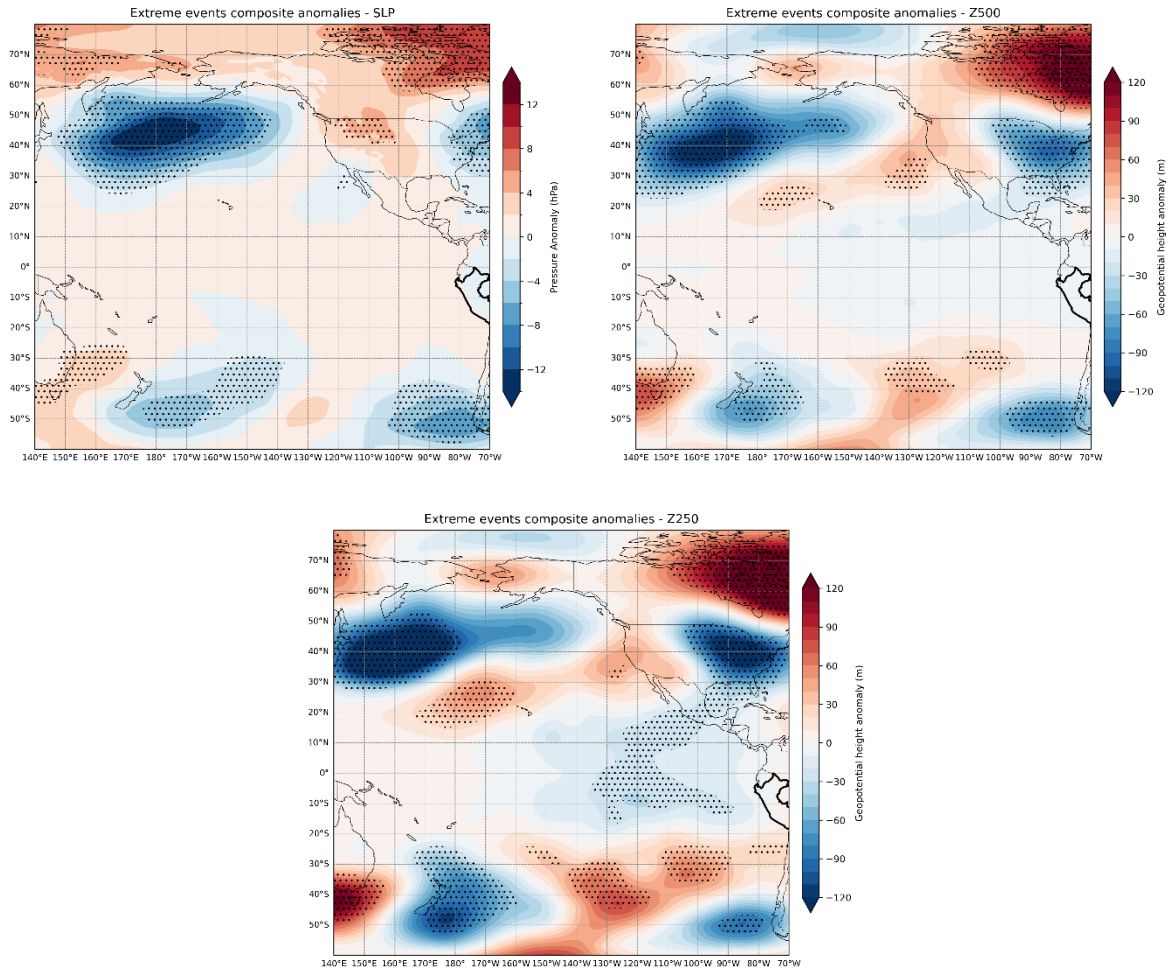 Extreme events composite anomalies - SLP
70°N
60°N
50°N
40°N
30°N
20°N
10°N
0°
10°S
20°S
30°S
40°S
50°S
140°E 150°E 160°E 170°E 180° 170°W 160°W 150°W 140°W 130°W 120°W 110°W 100°W 90°W 80°W 70°W
12
8
4
0
−4
−8
−12
Pressure Anomaly (hPa)
Extreme events composite anomalies - Z500
70°N
60°N
50°N
40°N
30°N
20°N
10°N
0°
10°S
20°S
30°S
40°S
50°S
140°E 150°E 160°E 170°E 180° 170°W 160°W 150°W 140°W 130°W 120°W 110°W 100°W 90°W 80°W 70°W
120
90
60
30
0
−30
−60
−90
−120
Geopotential height anomaly (m)
Extreme events composite anomalies - Z250
70°N
60°N
50°N
40°N
30°N
20°N
10°N
0°
10°S
20°S
30°S
40°S
50°S
140°E 150°E 160°E 170°E 180° 170°W 160°W 150°W 140°W 130°W 120°W 110°W 100°W 90°W 80°W 70°W
120
90
60
30
0
−30
−60
−90
−120
Geopotential height anomaly (m)